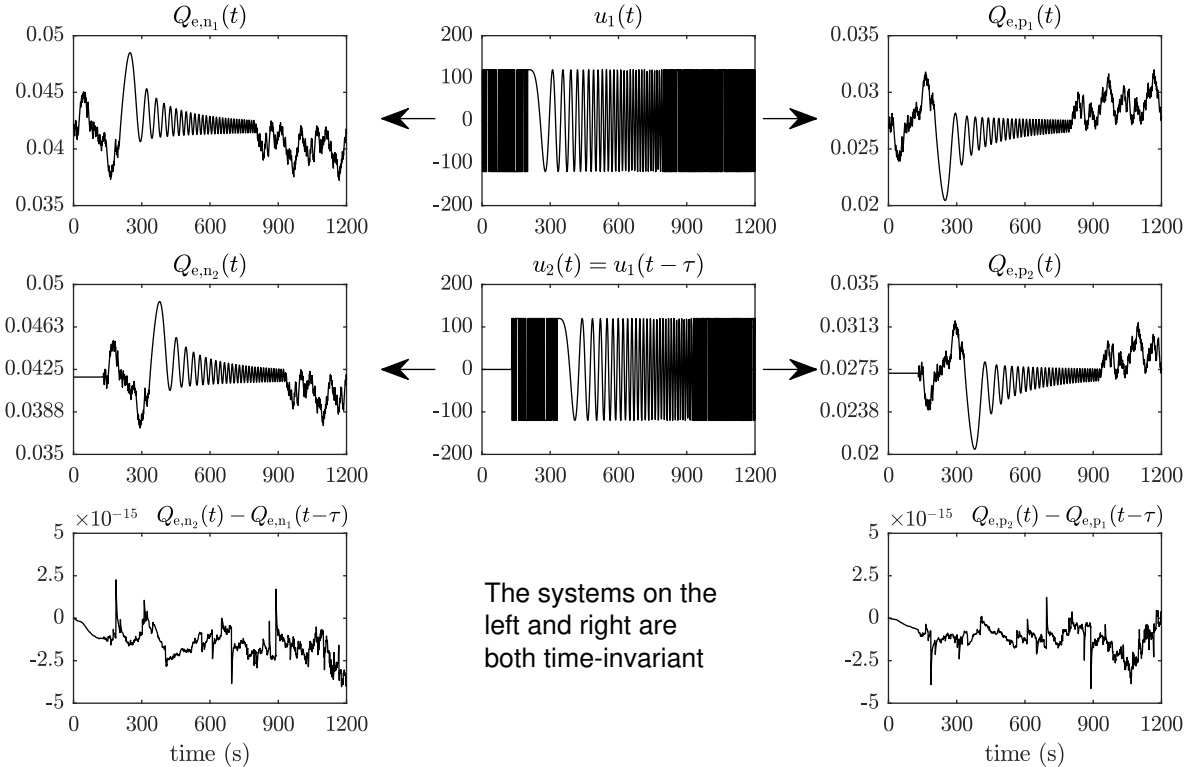 Q_{e,n_1}(t)
0.05
0.045
0.04
0.035
0 300 600 900 1200
u_1(t)
200
100
0
-100
-200
0 300 600 900 1200
Q_{e,p_1}(t)
0.035
0.03
0.025
0.02
0 300 600 900 1200
Q_{e,n_2}(t)
0.05
0.0463
0.0425
0.0388
0.035
0 300 600 900 1200
u_2(t) = u_1(t − τ)
200
100
0
-100
-200
0 300 600 900 1200
Q_{e,p_2}(t)
0.035
0.0313
0.0275
0.0238
0.02
0 300 600 900 1200
×10^{−15} Q_{e,n_2}(t) − Q_{e,n_1}(t−τ)
5
2.5
0
-2.5
-5
0 300 600 900 1200
time (s)
The systems on the
left and right are
both time-invariant
×10^{−15} Q_{e,p_2}(t) − Q_{e,p_1}(t−τ)
5
2.5
0
-2.5
-5
0 300 600 900 1200
time (s)